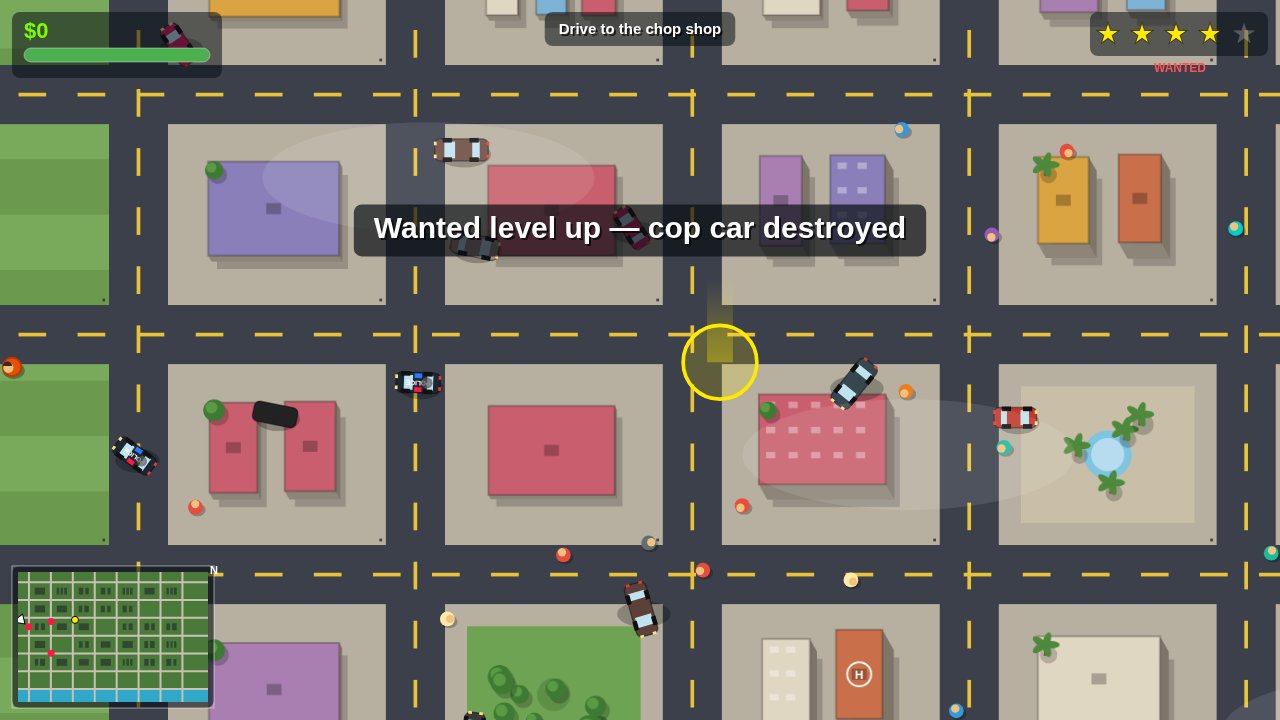 $0
Drive to the chop shop
WANTED
Wanted level up — cop car destroyed
N
H